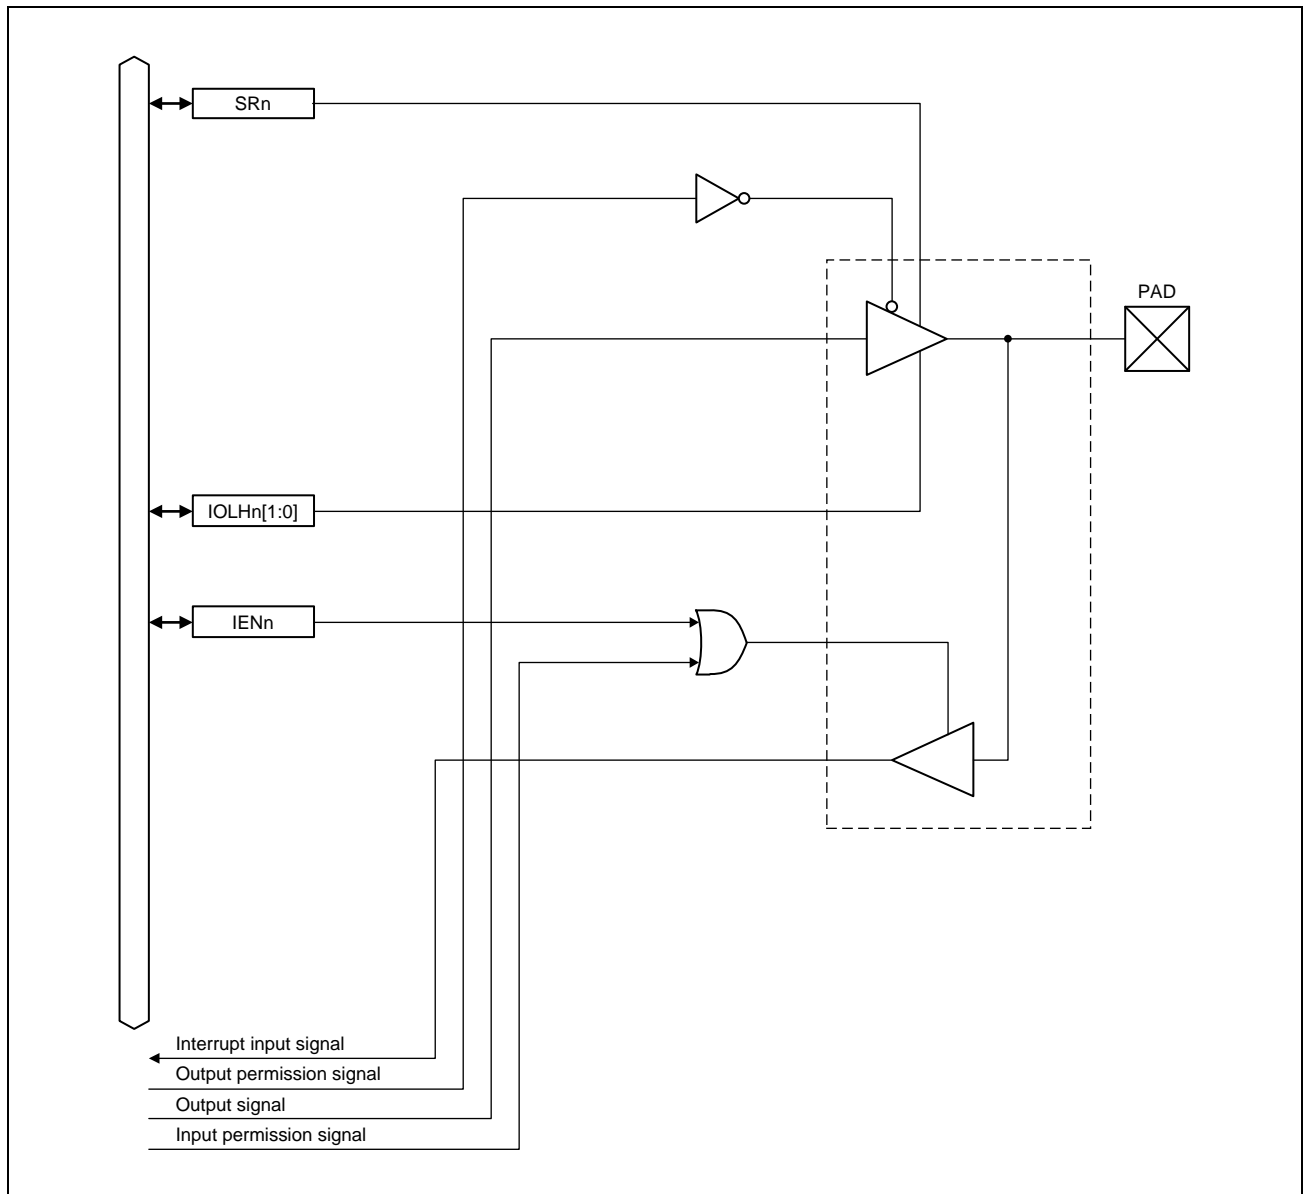 SRn
PAD
IOLHn[1:0]
IENn
Interrupt input signal
Output permission signal
Output signal
Input permission signal